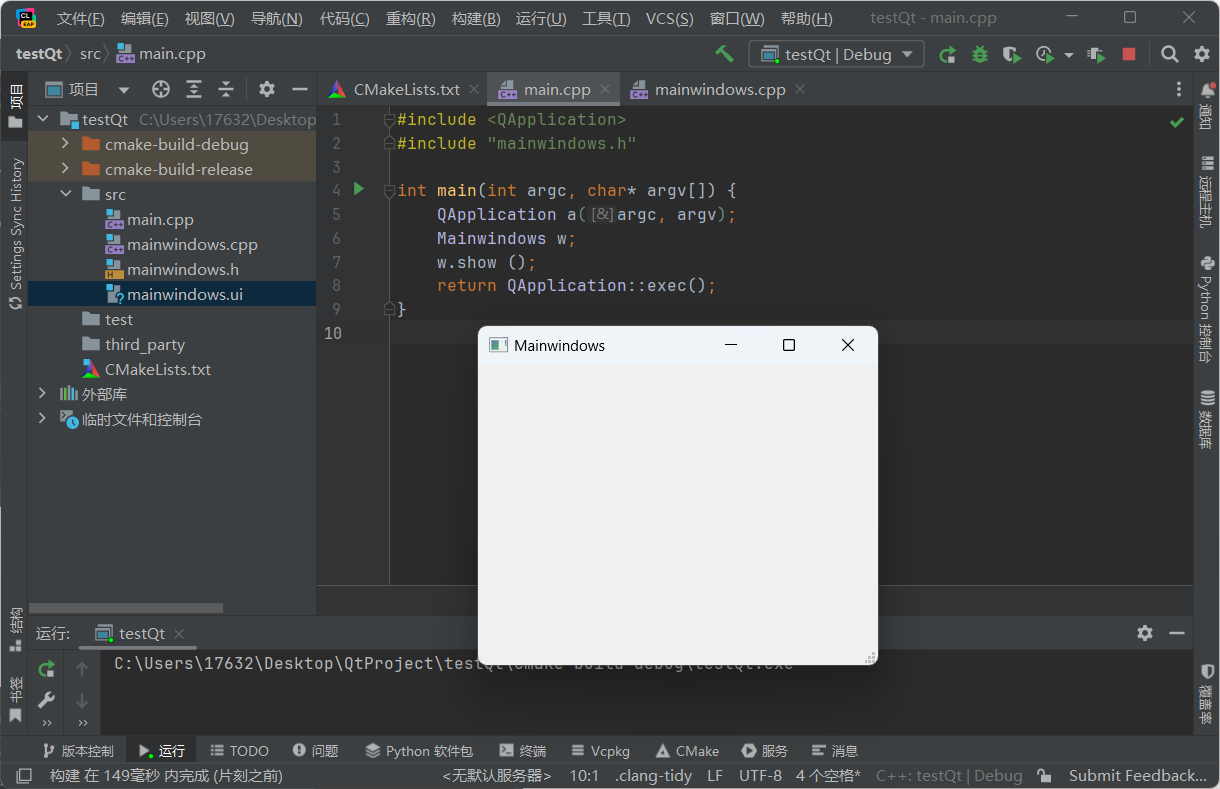 文件(F) 编辑(E) 视图(V) 导航(N) 代码(C) 重构(R) 构建(B) 运行(U) 工具(T) VCS(S) 窗口(W) 帮助(H) testQt - main.cpp
testQt src main.cpp testQt | Debug
项目 CMakeLists.txt main.cpp mainwindows.cpp
项目
Settings Sync History
结构
书签
testQt C:\Users\17632\Desktop
cmake-build-debug
cmake-build-release
src
main.cpp
mainwindows.cpp
mainwindows.h
mainwindows.ui
test
third_party
CMakeLists.txt
外部库
临时文件和控制台
1 #include <QApplication>
2 #include "mainwindows.h"
3
4 int main(int argc, char* argv[]) {
5 QApplication a([&]argc, argv);
6 Mainwindows w;
7 w.show ();
8 return QApplication::exec();
9 }
10
Mainwindows
通知
远程主机
Python 控制台
数据库
覆盖率
运行: testQt
C:\Users\17632\Desktop\QtProject\testQt\cmake-build-debug\testQt.exe
版本控制 运行 TODO 问题 Python 软件包 终端 Vcpkg CMake 服务 消息
构建 在 149毫秒 内完成 (片刻之前) <无默认服务器> 10:1 .clang-tidy LF UTF-8 4 个空格* C++: testQt | Debug Submit Feedback...